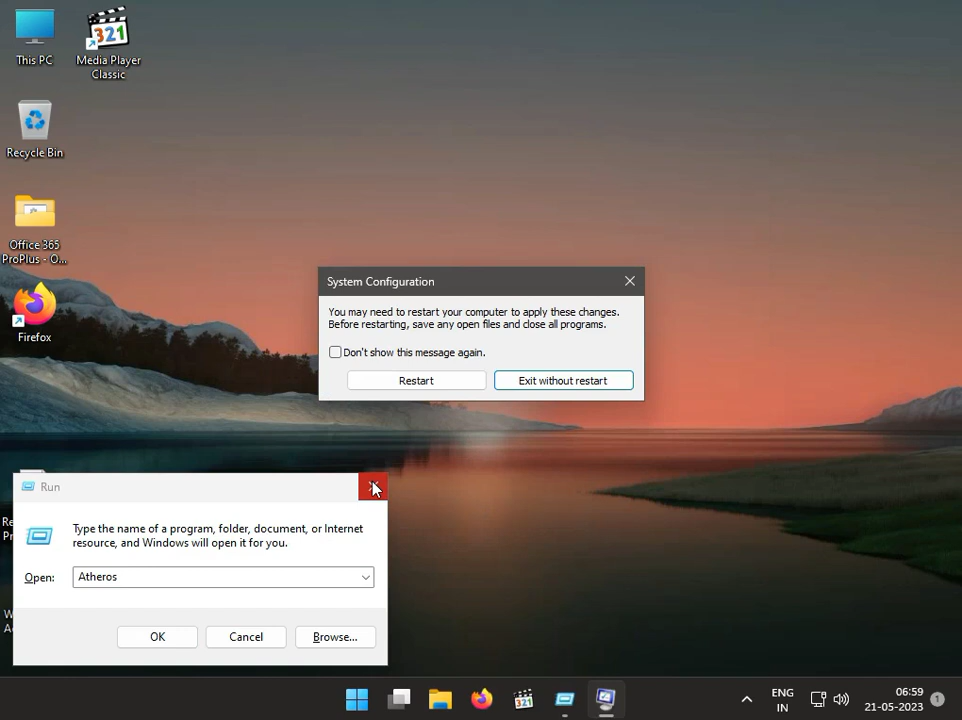 This PC
Media Player
Classic
Recycle Bin
Office 365
ProPlus - O...
Firefox
System Configuration
You may need to restart your computer to apply these changes.
Before restarting, save any open files and close all programs.
Don't show this message again.
Restart
Exit without restart
Run
Type the name of a program, folder, document, or Internet
resource, and Windows will open it for you.
Open:
Atheros
OK
Cancel
Browse...
ENG
IN
06:59
21-05-2023
1
321
321